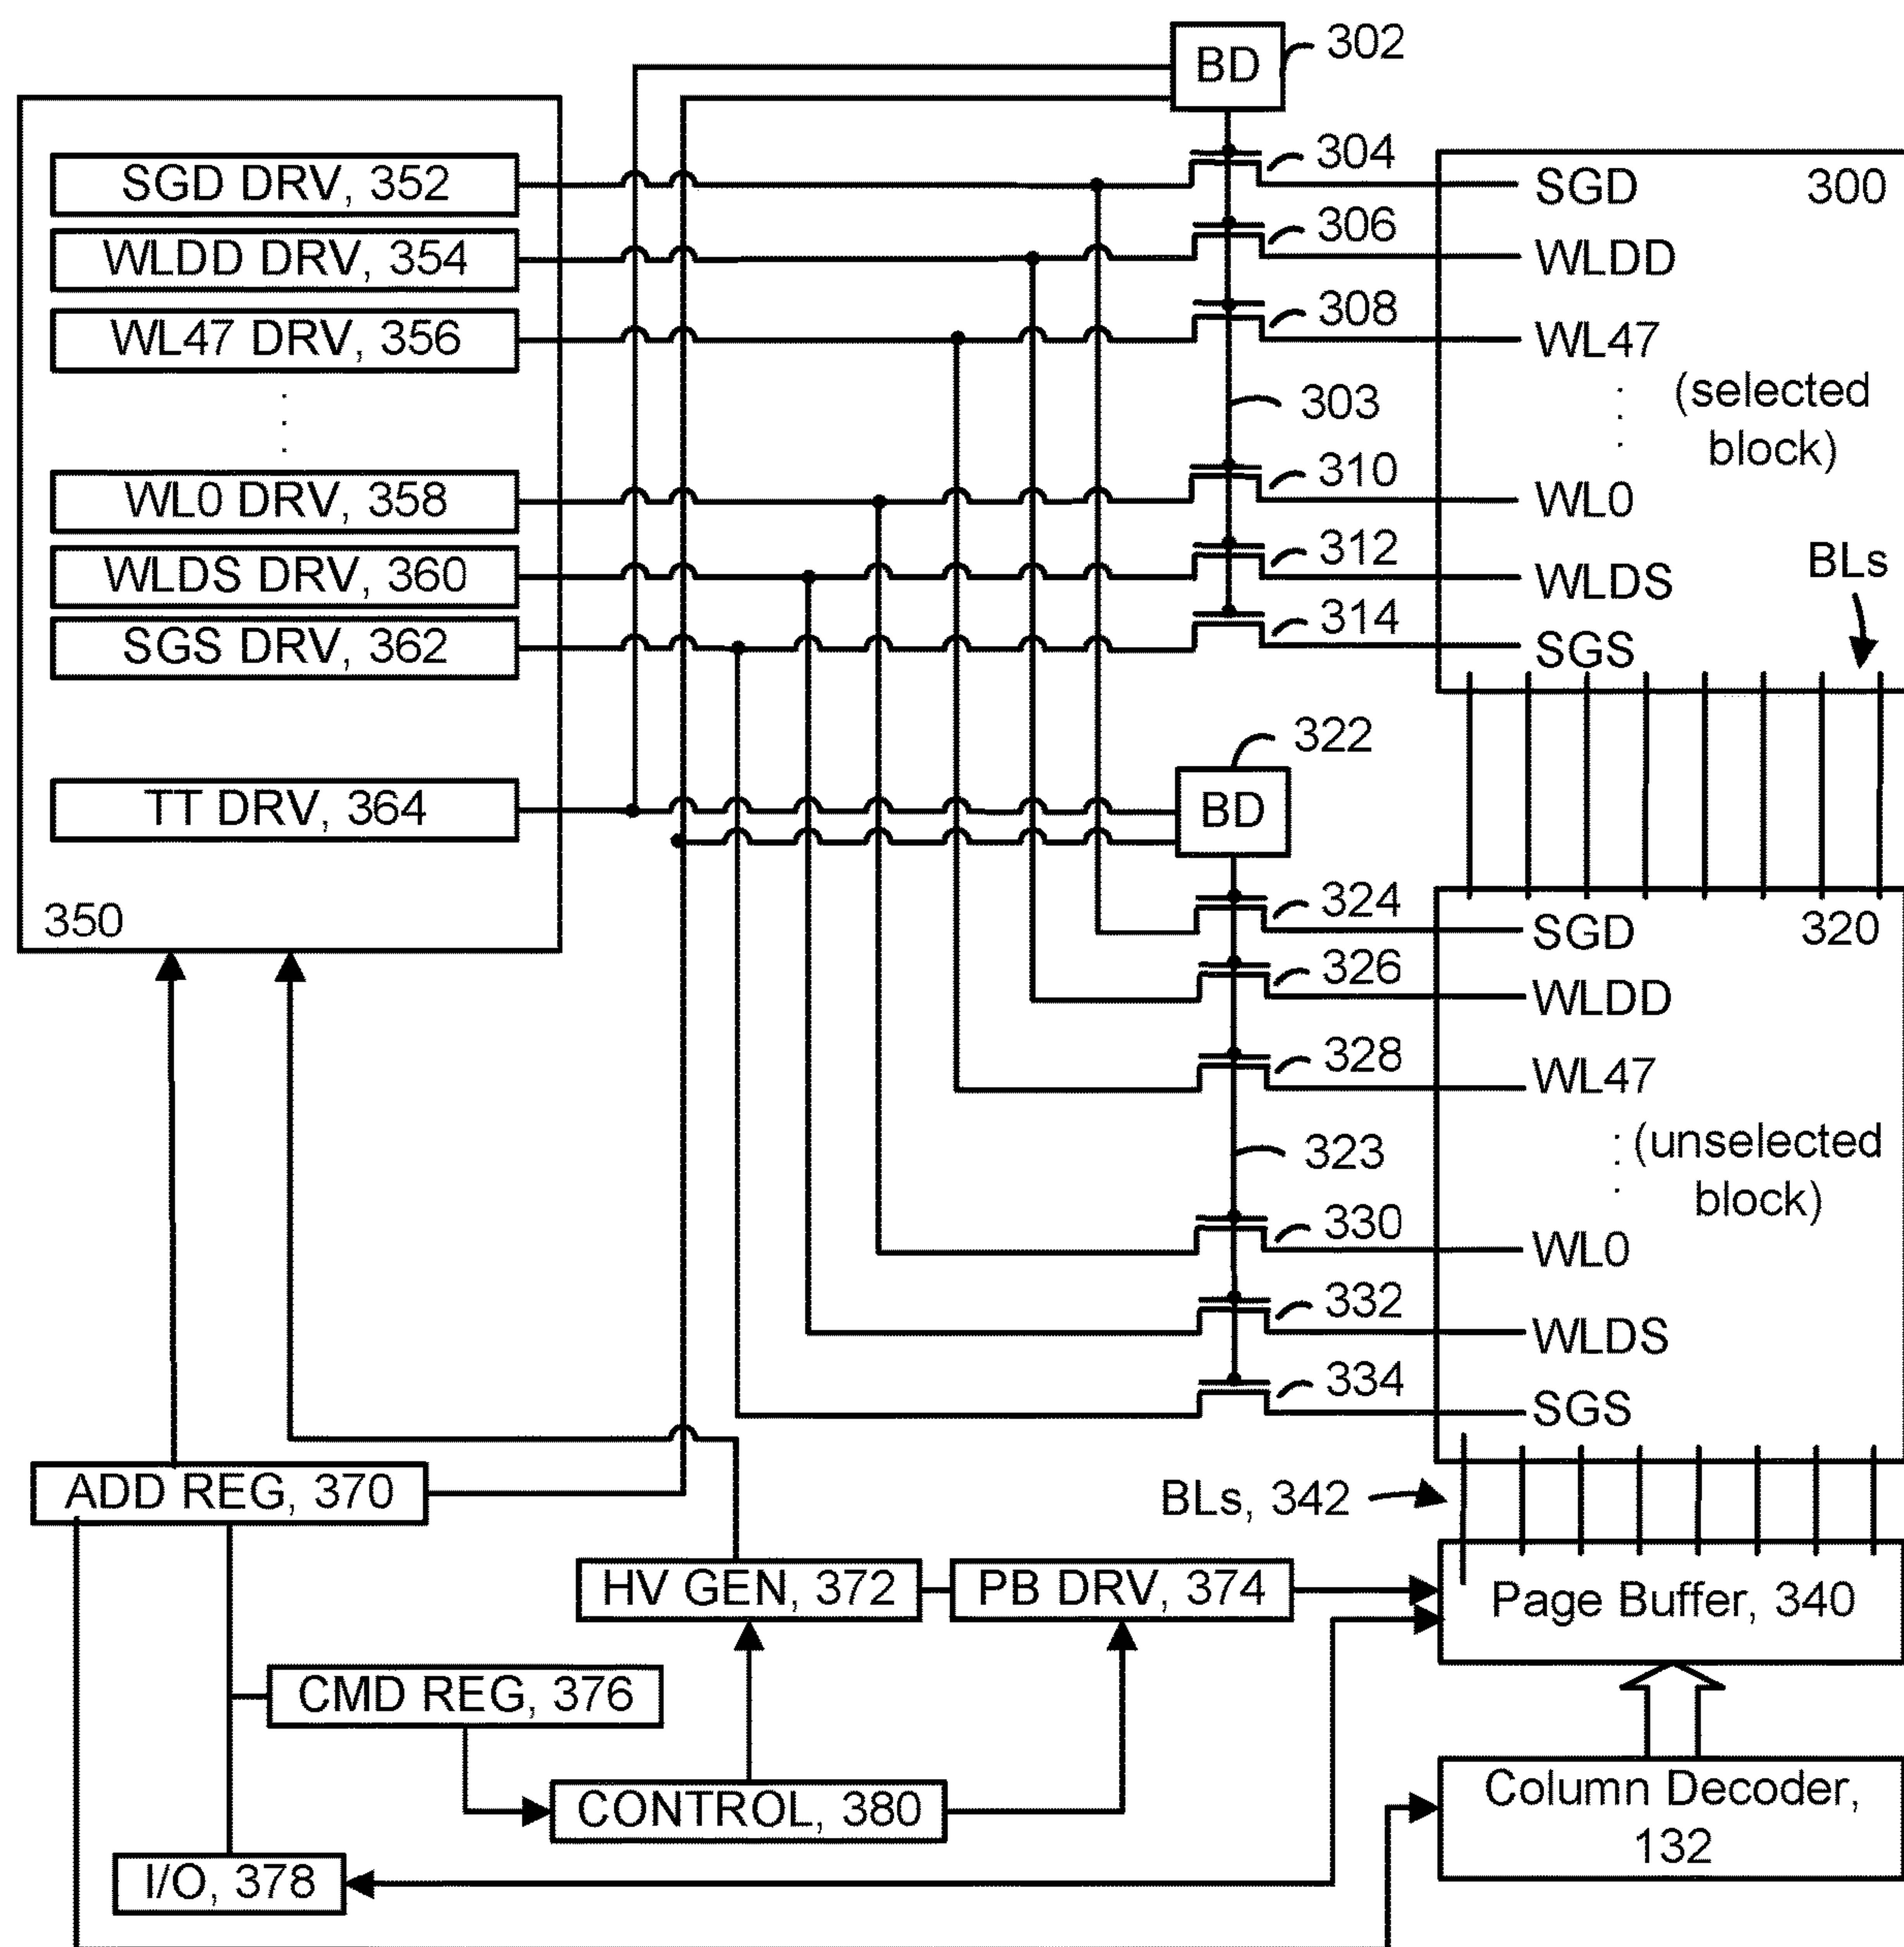 BD
302
SGD DRV, 352
304
SGD
300
WLDD DRV, 354
306
WLDD
WL47 DRV, 356
308
WL47
303
(selected
block)
WL0 DRV, 358
310
WL0
WLDS DRV, 360
312
WLDS
BLs
SGS DRV, 362
314
SGS
322
TT DRV, 364
BD
350
324
SGD
320
326
WLDD
328
WL47
323
(unselected
block)
330
WL0
332
WLDS
334
SGS
ADD REG, 370
BLs, 342
HV GEN, 372
PB DRV, 374
Page Buffer, 340
CMD REG, 376
CONTROL, 380
Column Decoder,
132
I/O, 378